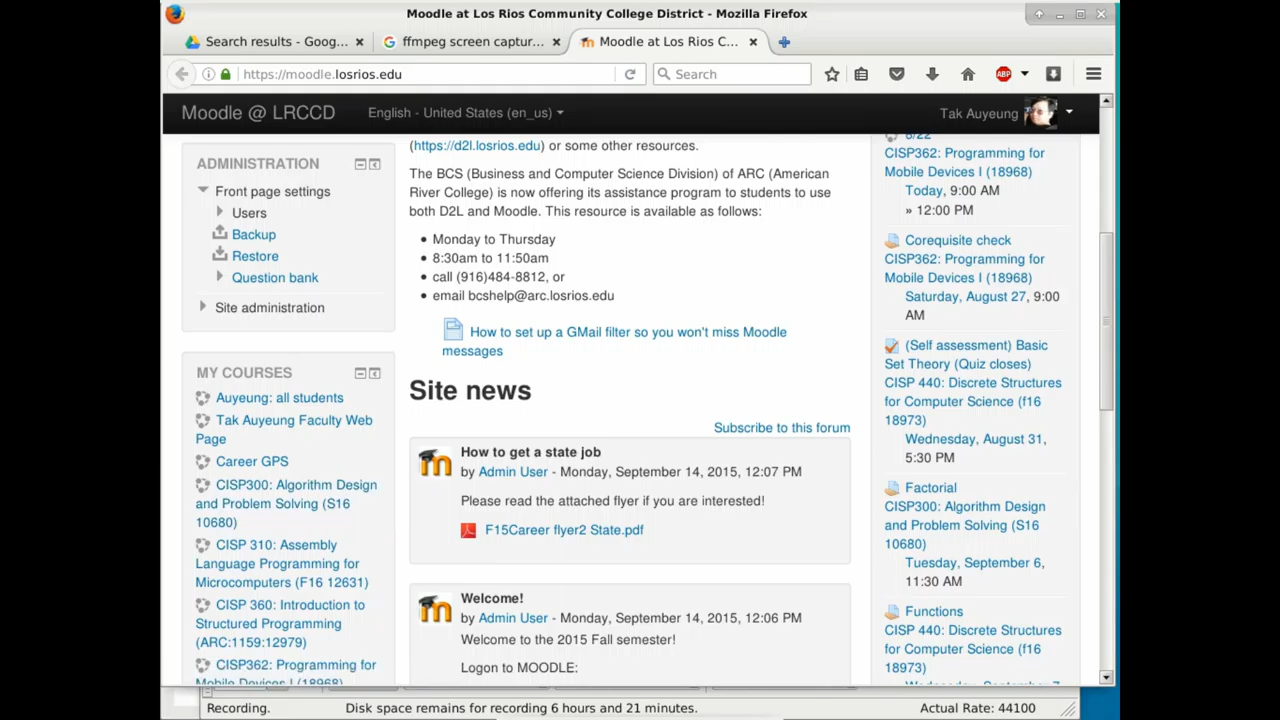 Moodle at Los Rios Community College District - Mozilla Firefox
Search results - Goog...
ffmpeg screen captur...
Moodle at Los Rios C...
https://moodle.losrios.edu
Search
ABP
Moodle @ LRCCD
English - United States (en_us)
Tak Auyeung
ADMINISTRATION
Front page settings
Users
Backup
Restore
Question bank
Site administration
MY COURSES
Auyeung: all students
Tak Auyeung Faculty Web
Page
Career GPS
CISP300: Algorithm Design
and Problem Solving (S16
10680)
CISP 310: Assembly
Language Programming for
Microcomputers (F16 12631)
CISP 360: Introduction to
Structured Programming
(ARC:1159:12979)
CISP362: Programming for
Mobile Devices I (18968)
(https://d2l.losrios.edu) or some other resources.
The BCS (Business and Computer Science Division) of ARC (American
River College) is now offering its assistance program to students to use
both D2L and Moodle. This resource is available as follows:
Monday to Thursday
8:30am to 11:50am
call (916)484-8812, or
email bcshelp@arc.losrios.edu
How to set up a GMail filter so you won't miss Moodle
messages
Site news
Subscribe to this forum
How to get a state job
by Admin User - Monday, September 14, 2015, 12:07 PM
Please read the attached flyer if you are interested!
F15Career flyer2 State.pdf
Welcome!
by Admin User - Monday, September 14, 2015, 12:06 PM
Welcome to the 2015 Fall semester!
Logon to MOODLE:
8/22
CISP362: Programming for
Mobile Devices I (18968)
Today, 9:00 AM
» 12:00 PM
Corequisite check
CISP362: Programming for
Mobile Devices I (18968)
Saturday, August 27, 9:00
AM
(Self assessment) Basic
Set Theory (Quiz closes)
CISP 440: Discrete Structures
for Computer Science (f16
18973)
Wednesday, August 31,
5:30 PM
Factorial
CISP300: Algorithm Design
and Problem Solving (S16
10680)
Tuesday, September 6,
11:30 AM
Functions
CISP 440: Discrete Structures
for Computer Science (f16
18973)
Wednesday, September 7
Recording.
Disk space remains for recording 6 hours and 21 minutes.
Actual Rate: 44100